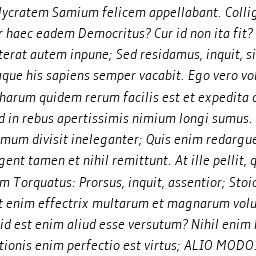 lycratem Samium felicem appellabant. Collig
r haec eadem Democritus? Cur id non ita fit?
terat autem inpune; Sed residamus, inquit, si
que his sapiens semper vacabit. Ego vero vol
harum quidem rerum facilis est et expedita d
d in rebus apertissimis nimium longi sumus.
mum divisit ineleganter; Quis enim redargue
gent tamen et nihil remittunt. At ille pellit, q
m Torquatus: Prorsus, inquit, assentior; Stoic
t enim effectrix multarum et magnarum volu
id est enim aliud esse versutum? Nihil enim
tionis enim perfectio est virtus; ALIO MODO.